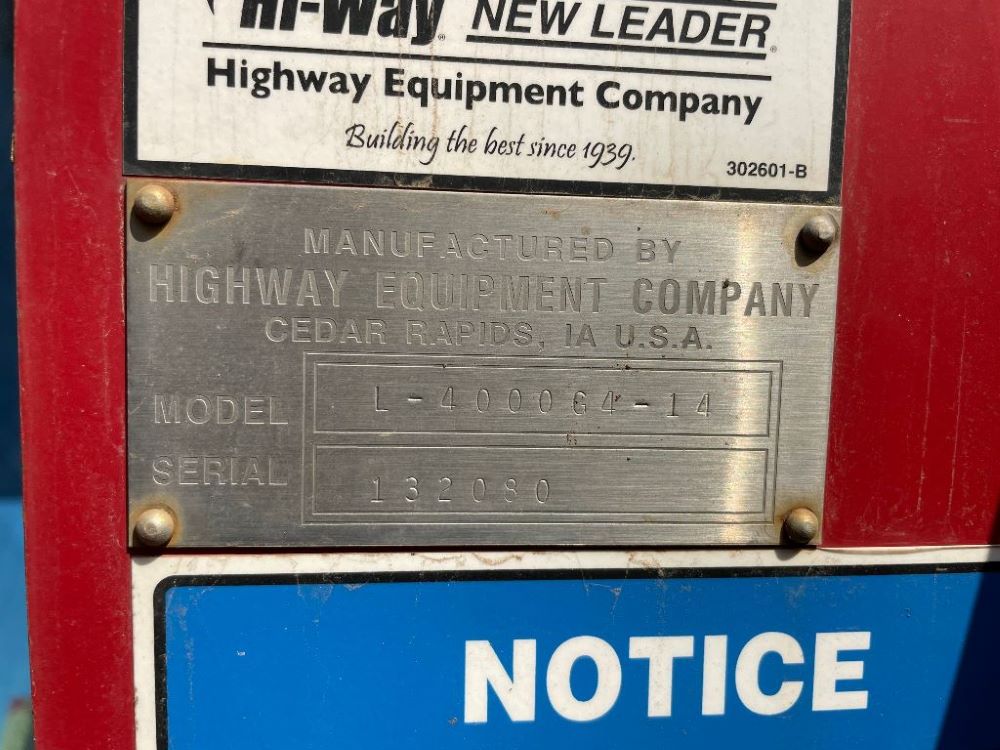 Hi-Way® NEW LEADER®
Highway Equipment Company
Building the best since 1939.
302601-B
MANUFACTURED BY
HIGHWAY EQUIPMENT COMPANY
CEDAR RAPIDS, IA U.S.A.
MODEL L-4000G4-14
SERIAL 132080
NOTICE